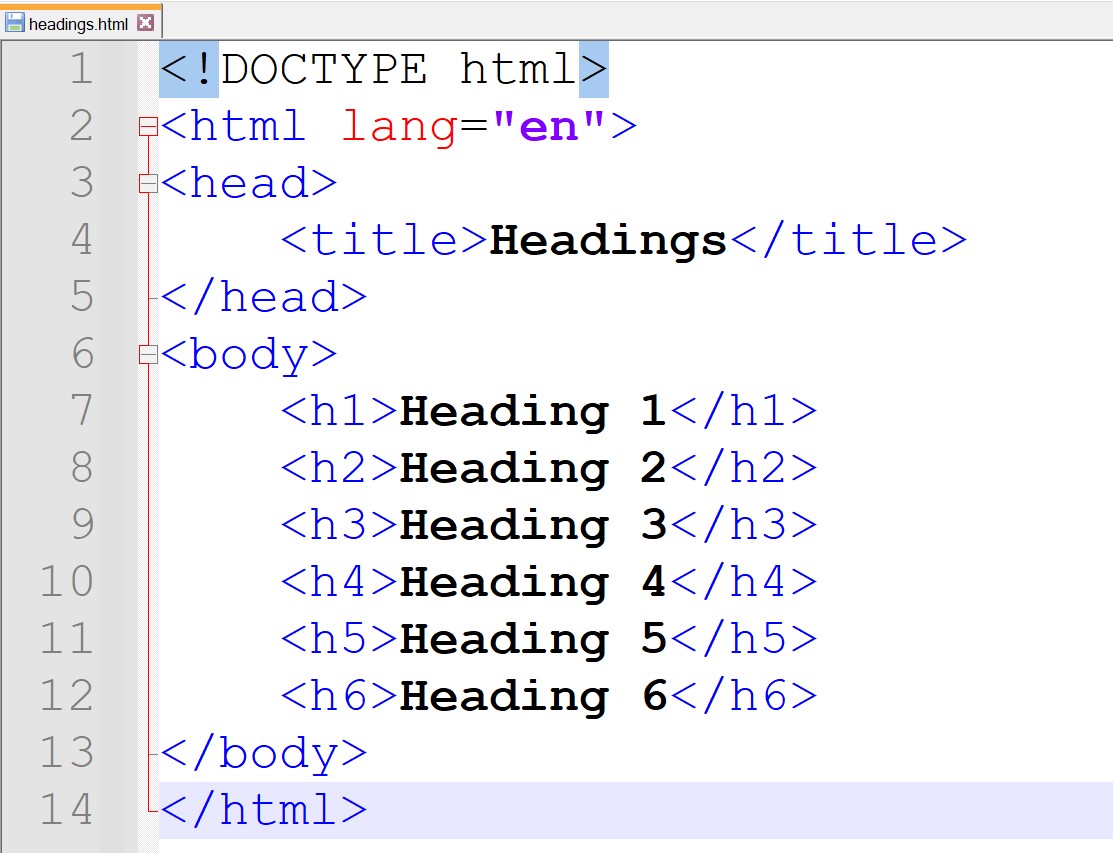 headings.html
1 <!DOCTYPE html>
2 <html lang="en">
3 <head>
4     <title>Headings</title>
5 </head>
6 <body>
7     <h1>Heading 1</h1>
8     <h2>Heading 2</h2>
9     <h3>Heading 3</h3>
10     <h4>Heading 4</h4>
11     <h5>Heading 5</h5>
12     <h6>Heading 6</h6>
13 </body>
14 </html>